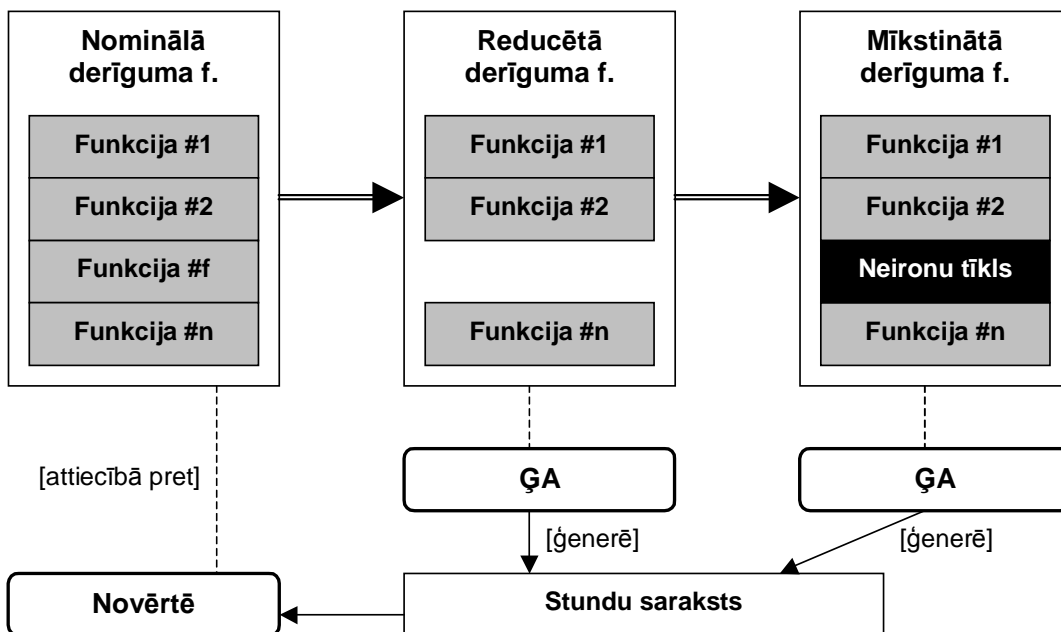 Nominālā
derīguma f.
Funkcija #1
Funkcija #2
Funkcija #f
Funkcija #n
Reducētā
derīguma f.
Funkcija #1
Funkcija #2
Funkcija #n
Mīkstinātā
derīguma f.
Funkcija #1
Funkcija #2
Neironu tīkls
Funkcija #n
[attiecībā pret]
ĢA
ĢA
[ģenerē]
[ģenerē]
Novērtē
Stundu saraksts